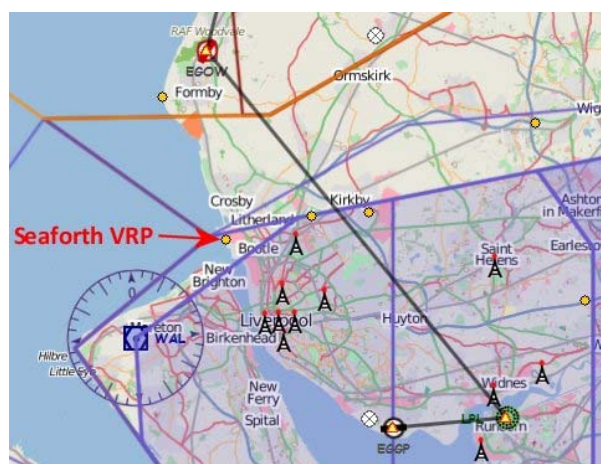 RAF Woodvale
EGOW
Ormskirk
Formby
Wig
Crosby
Kirkby
Litherland
Ashton
in Makerfi
Seaforth VRP
Bootle
Saint
Helens
Earlesto
New
Brighton
0
Liverpool
Huyton
WAL
Birkenhead
Hilbre
Little Eye
New
Ferry
Widnes
Spital
LPL
Runcorn
EGGP